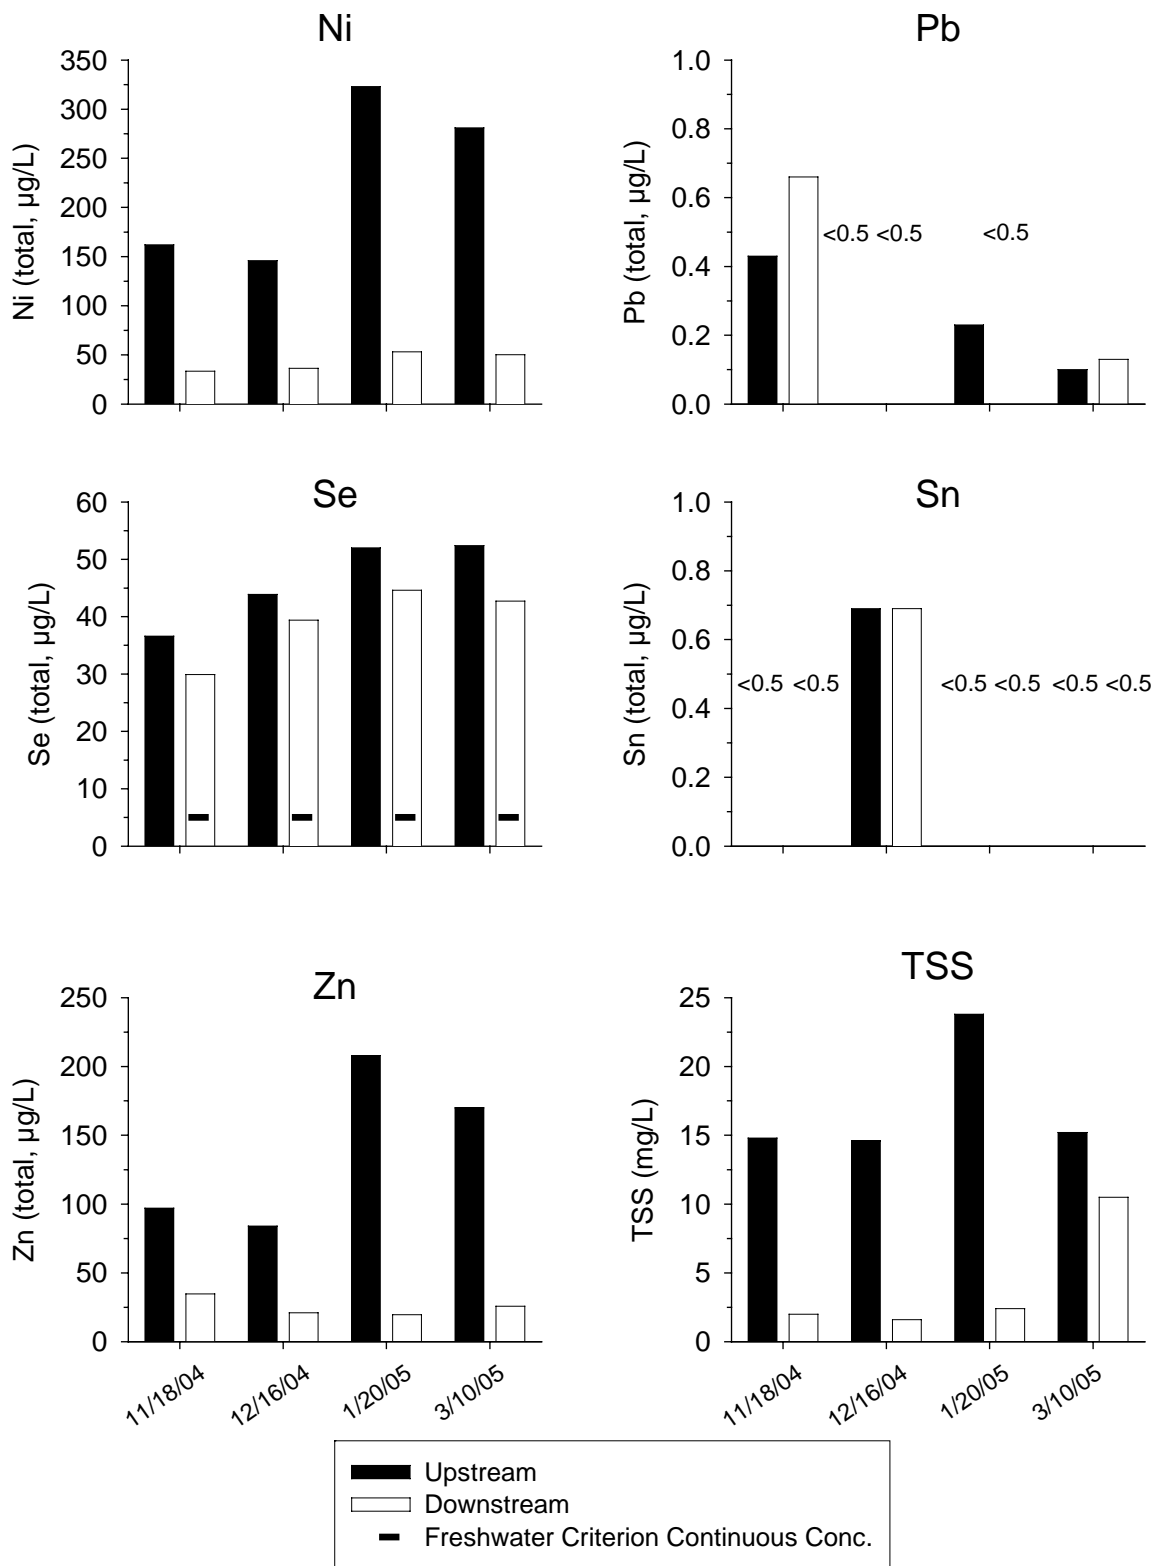 Ni
Ni (total, µg/L)
350
300
250
200
150
100
50
0
Pb
Pb (total, µg/L)
1.0
0.8
0.6
0.4
0.2
0.0
<0.5 <0.5 <0.5
Se
Se (total, µg/L)
60
50
40
30
20
10
0
Sn
Sn (total, µg/L)
1.0
0.8
0.6
0.4
0.2
0.0
<0.5 <0.5 <0.5 <0.5 <0.5 <0.5
Zn
Zn (total, µg/L)
250
200
150
100
50
0
11/18/04
12/16/04
1/20/05
3/10/05
TSS
TSS (mg/L)
25
20
15
10
5
0
11/18/04
12/16/04
1/20/05
3/10/05
Upstream
Downstream
Freshwater Criterion Continuous Conc.